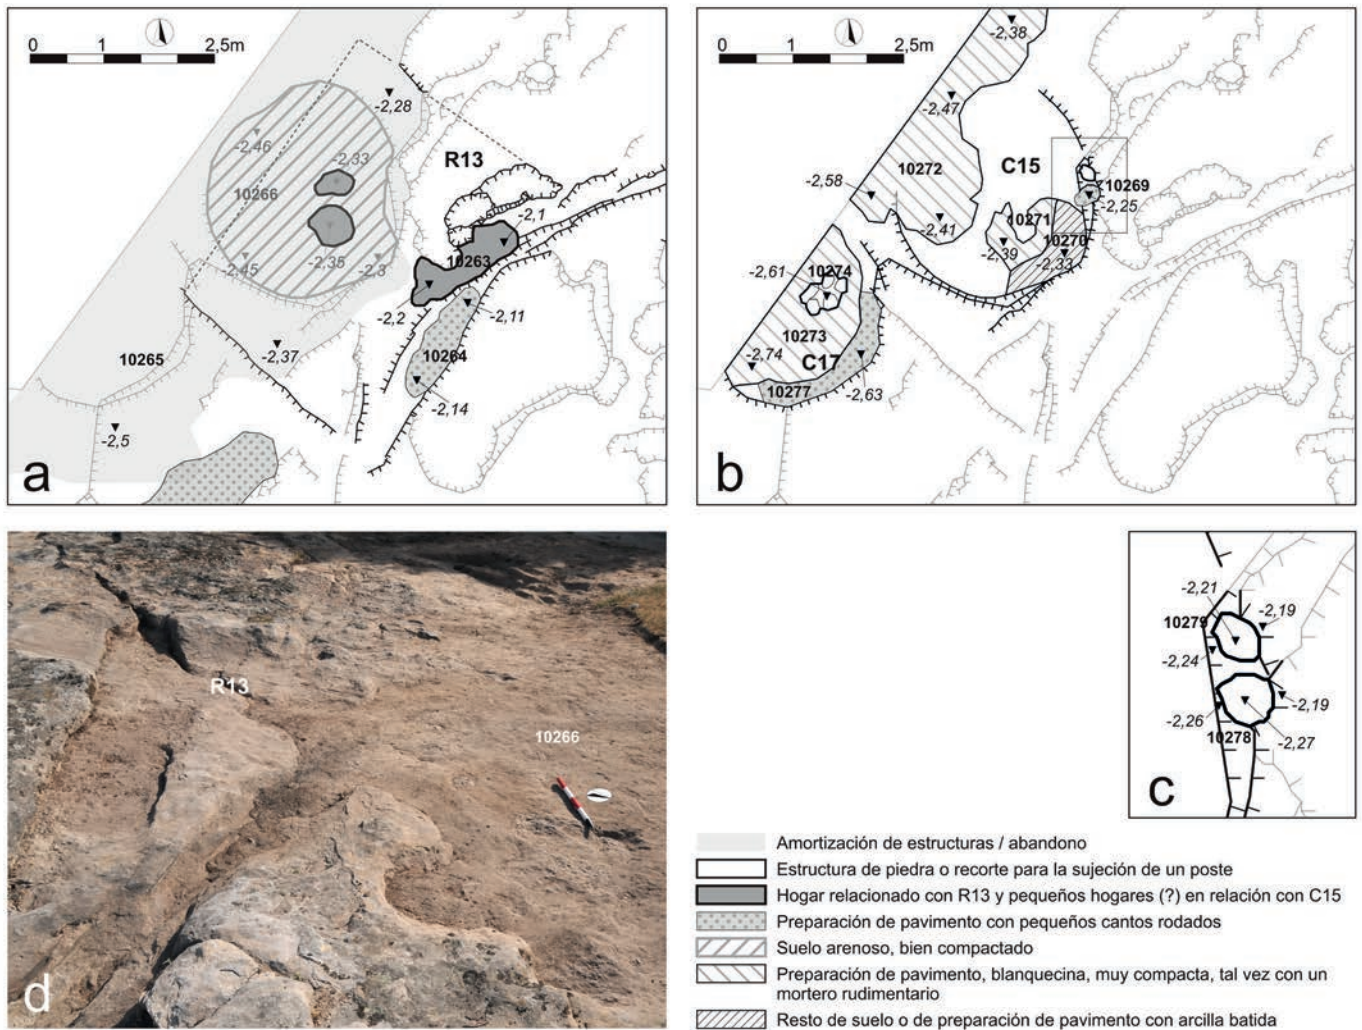 0 1 2,5m
-2,28
R13
-2,46
-2,33
10266
-2,1
10263
-2,45
-2,35
-2,3
-2,2
-2,11
10265
-2,37
10264
-2,14
-2,5
a
0 1 2,5m
-2,38
-2,47
10272
C15
10269
-2,58
-2,25
-2,41
10271
10270
-2,39
-2,33
-2,61
10274
10273
-2,74
C17
10277
-2,63
b
R13
10266
d
-2,21
-2,19
10279
-2,24
-2,19
-2,26
10278
-2,27
c
Amortización de estructuras / abandono
Estructura de piedra o recorte para la sujeción de un poste
Hogar relacionado con R13 y pequeños hogares (?) en relación con C15
Preparación de pavimento con pequeños cantos rodados
Suelo arenoso, bien compactado
Preparación de pavimento, blanquecina, muy compacta, tal vez con un
mortero rudimentario
Resto de suelo o de preparación de pavimento con arcilla batida